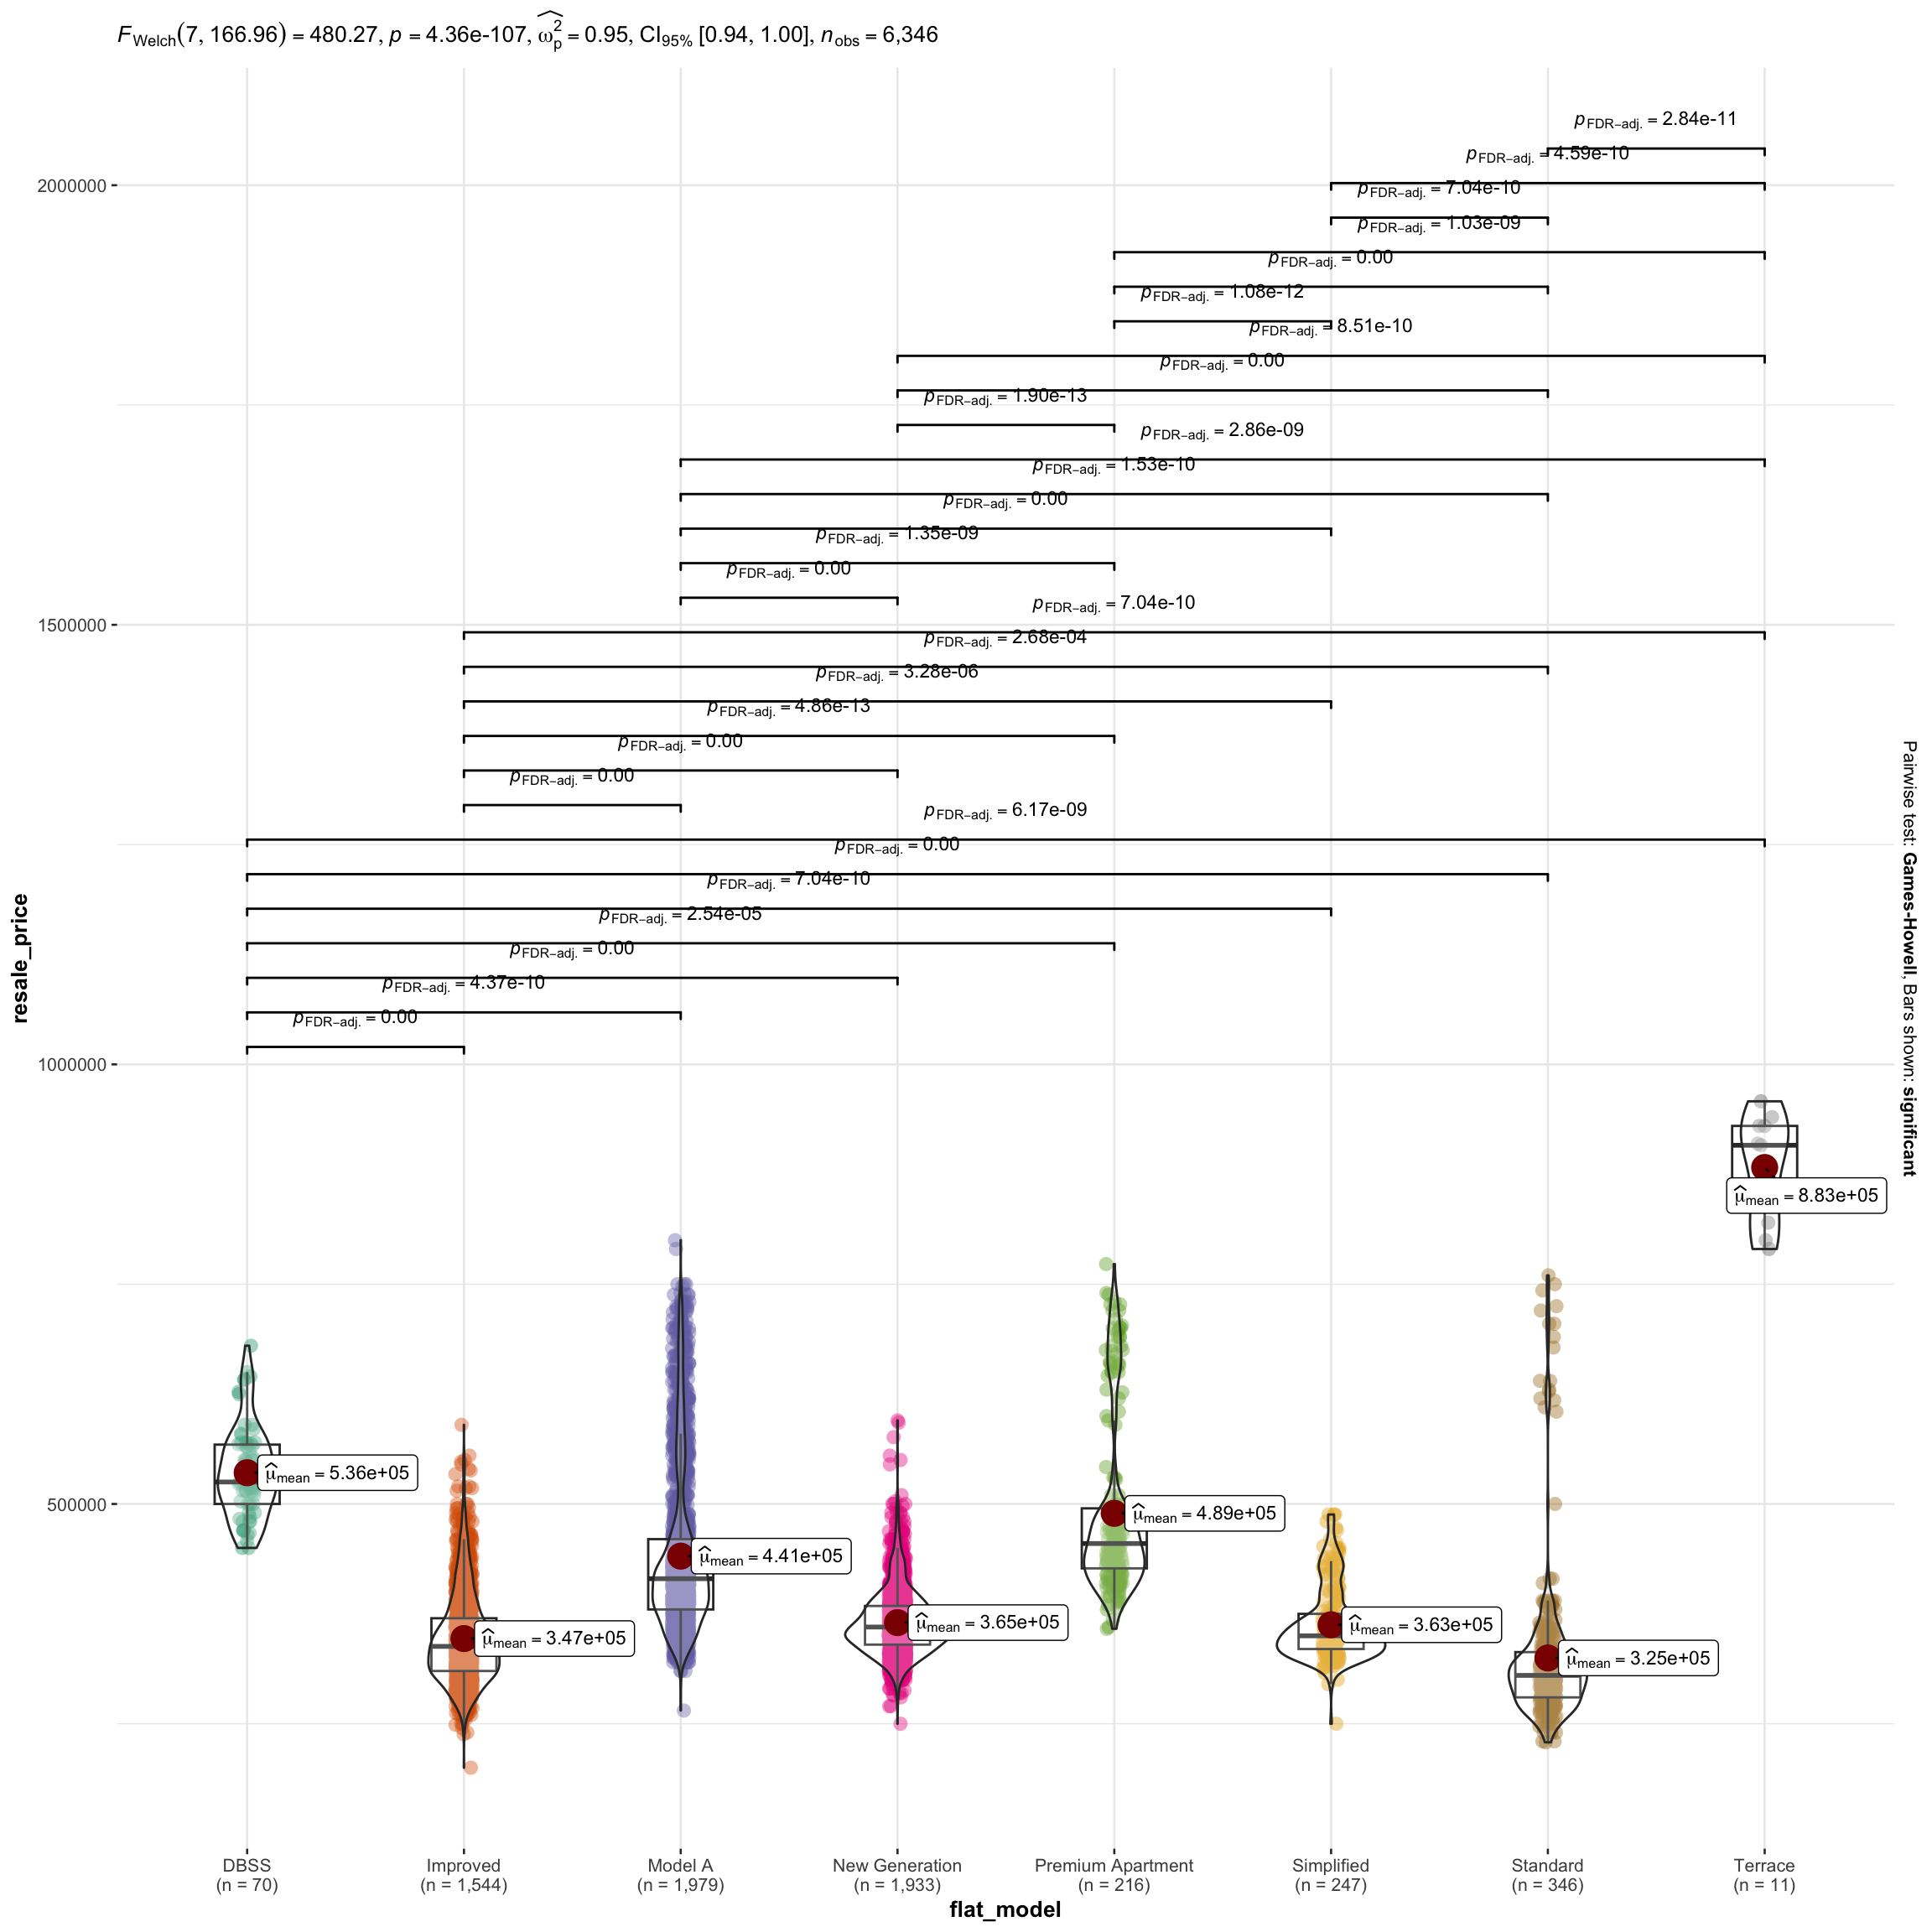 F_Welch(7, 166.96) = 480.27, p = 4.36e-107, ω̂²_p = 0.95, CI_95% [0.94, 1.00], n_obs = 6,346
p_FDR−adj. = 2.84e-11
p_FDR−adj. = 4.59e-10
2000000
p_FDR−adj. = 7.04e-10
p_FDR−adj. = 1.03e-09
p_FDR−adj. = 0.00
p_FDR−adj. = 1.08e-12
p_FDR−adj. = 8.51e-10
p_FDR−adj. = 0.00
p_FDR−adj. = 1.90e-13
p_FDR−adj. = 2.86e-09
p_FDR−adj. = 1.53e-10
p_FDR−adj. = 0.00
p_FDR−adj. = 1.35e-09
p_FDR−adj. = 0.00
p_FDR−adj. = 7.04e-10
1500000
p_FDR−adj. = 2.68e-04
p_FDR−adj. = 3.28e-06
p_FDR−adj. = 4.86e-13
p_FDR−adj. = 0.00
p_FDR−adj. = 0.00
p_FDR−adj. = 6.17e-09
p_FDR−adj. = 0.00
p_FDR−adj. = 7.04e-10
p_FDR−adj. = 2.54e-05
p_FDR−adj. = 0.00
p_FDR−adj. = 4.37e-10
p_FDR−adj. = 0.00
1000000
resale_price
Pairwise test: Games-Howell, Bars shown: significant
μ̂_mean = 8.83e+05
μ̂_mean = 5.36e+05
500000
μ̂_mean = 4.89e+05
μ̂_mean = 4.41e+05
μ̂_mean = 3.65e+05
μ̂_mean = 3.63e+05
μ̂_mean = 3.47e+05
μ̂_mean = 3.25e+05
DBSS
(n = 70)
Improved
(n = 1,544)
Model A
(n = 1,979)
New Generation
(n = 1,933)
Premium Apartment
(n = 216)
Simplified
(n = 247)
Standard
(n = 346)
Terrace
(n = 11)
flat_model